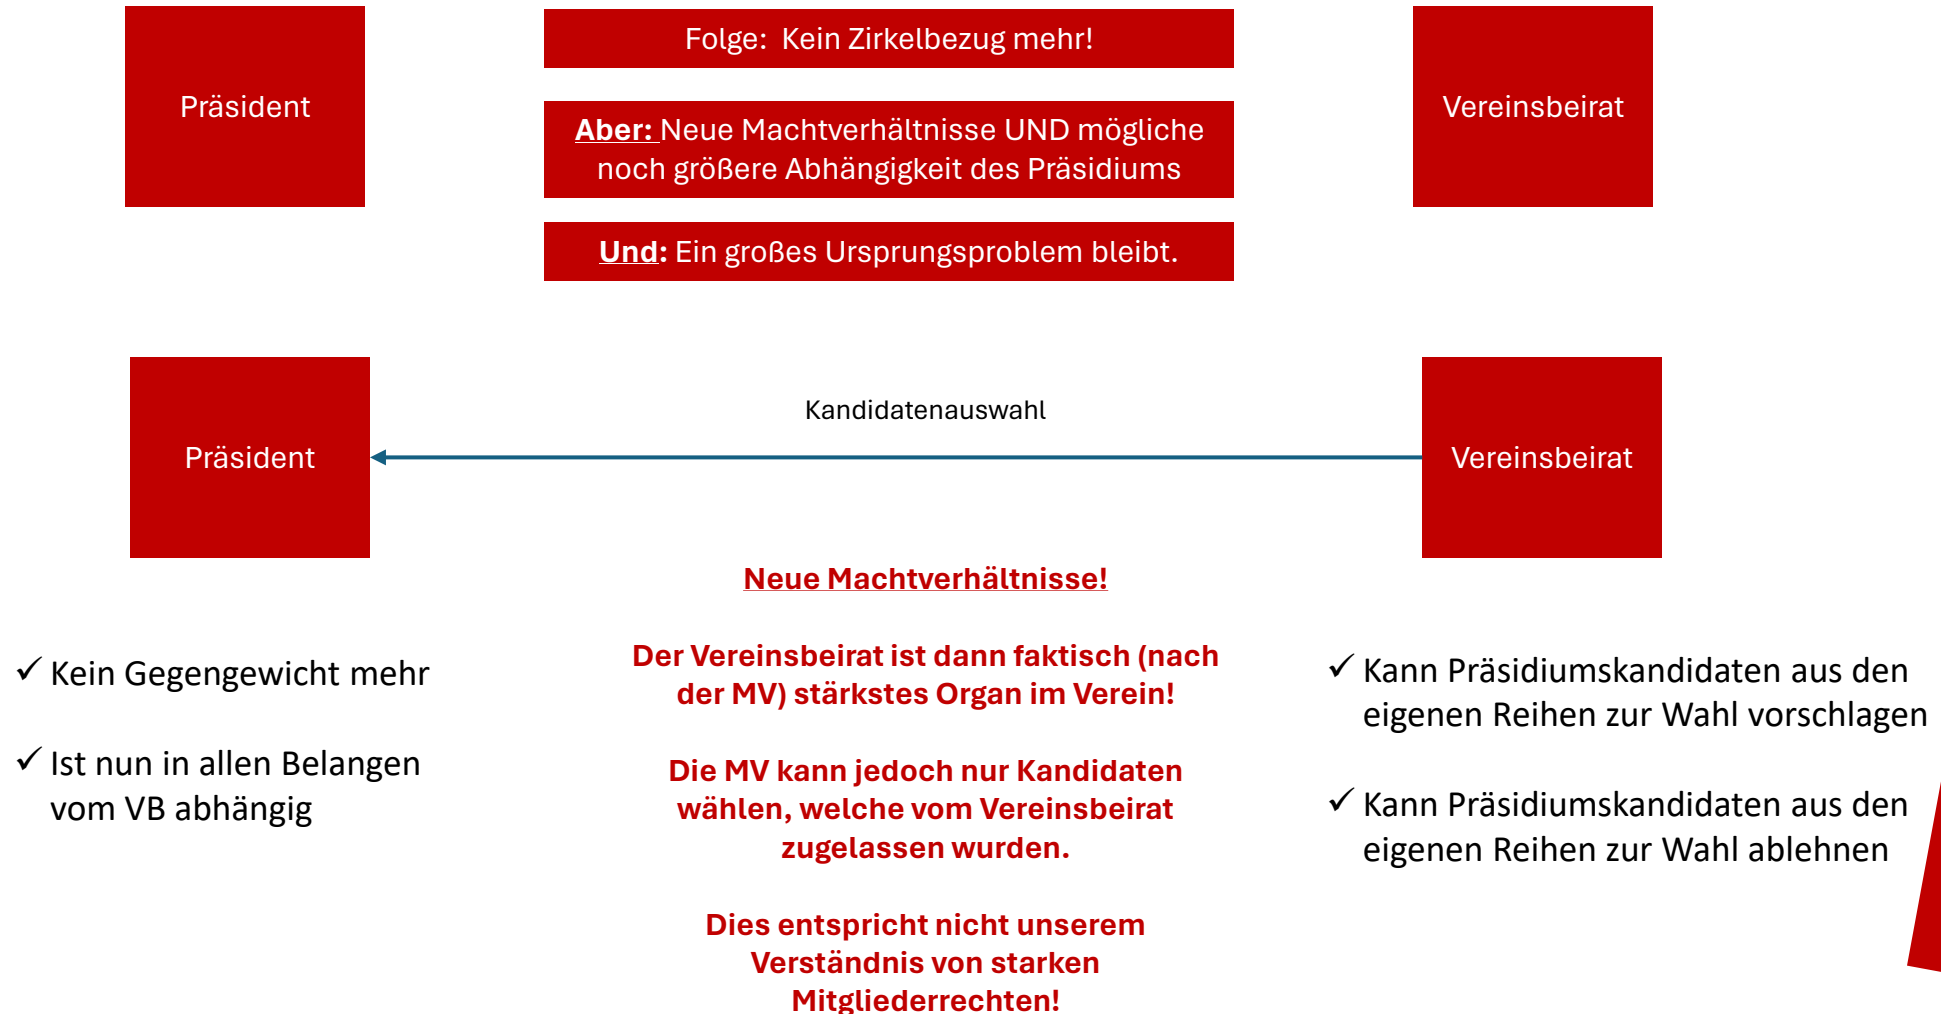 Präsident
Folge: Kein Zirkelbezug mehr!
Aber: Neue Machtverhältnisse UND mögliche
noch größere Abhängigkeit des Präsidiums
Und: Ein großes Ursprungsproblem bleibt.
Vereinsbeirat
Präsident
Kandidatenauswahl
Vereinsbeirat
✓ Kein Gegengewicht mehr
✓ Ist nun in allen Belangen
vom VB abhängig
Neue Machtverhältnisse!
Der Vereinsbeirat ist dann faktisch (nach
der MV) stärkstes Organ im Verein!
Die MV kann jedoch nur Kandidaten
wählen, welche vom Vereinsbeirat
zugelassen wurden.
Dies entspricht nicht unserem
Verständnis von starken
Mitgliederrechten!
✓ Kann Präsidiumskandidaten aus den
eigenen Reihen zur Wahl vorschlagen
✓ Kann Präsidiumskandidaten aus den
eigenen Reihen zur Wahl ablehnen